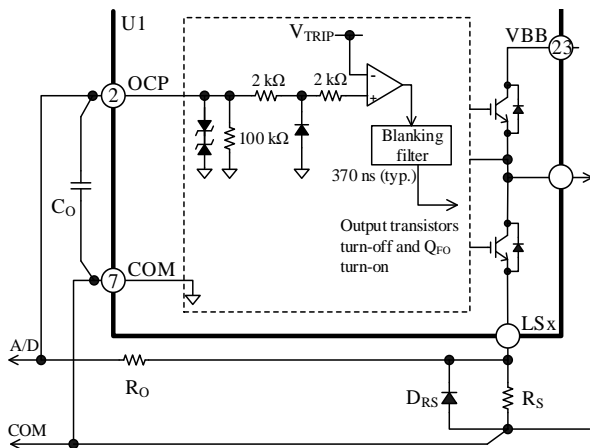 U1
VTRIP
VBB
23
2
OCP
2 kΩ
2 kΩ
-
+
100 kΩ
Blanking
filter
370 ns (typ.)
CO
Output transistors
turn-off and QFO
turn-on
7
COM
LSx
A/D
RO
DRS
RS
COM